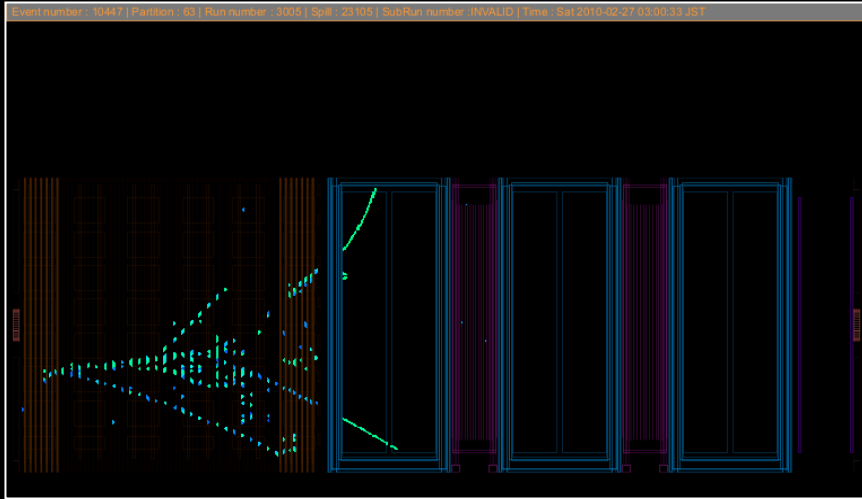 Event number : 10447 | Partition : 63 | Run number : 3005 | Spill : 23105 | SubRun number :INVALID | Time : Sat 2010-02-27 03:00:33 JST